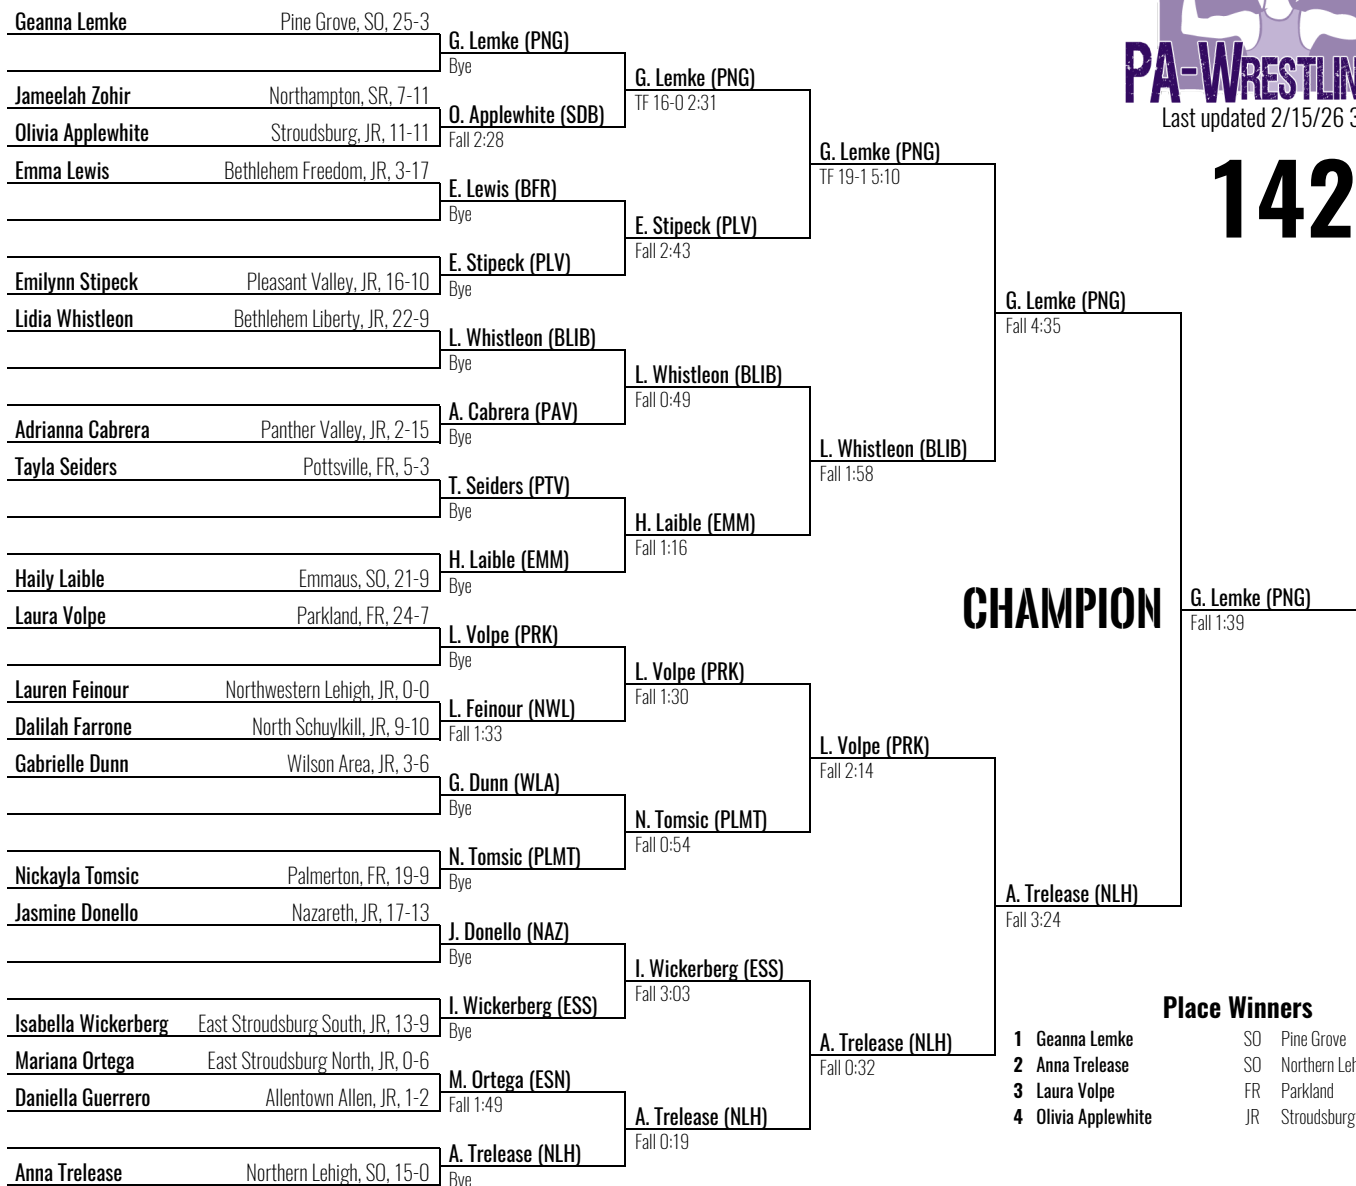 Geanna Lemke Pine Grove, SO, 25-3
G. Lemke (PNG)
Bye
Jameelah Zohir Northampton, SR, 7-11
Olivia Applewhite Stroudsburg, JR, 11-11
O. Applewhite (SDB)
Fall 2:28
G. Lemke (PNG)
TF 16-0 2:31
Emma Lewis Bethlehem Freedom, JR, 3-17
E. Lewis (BFR)
Bye
Emilynn Stipeck Pleasant Valley, JR, 16-10
E. Stipeck (PLV)
Bye
E. Stipeck (PLV)
Fall 2:43
G. Lemke (PNG)
TF 19-1 5:10
Lidia Whistleon Bethlehem Liberty, JR, 22-9
L. Whistleon (BLIB)
Bye
Adrianna Cabrera Panther Valley, JR, 2-15
A. Cabrera (PAV)
Bye
L. Whistleon (BLIB)
Fall 0:49
Tayla Seiders Pottsville, FR, 5-3
T. Seiders (PTV)
Bye
Haily Laible Emmaus, SO, 21-9
H. Laible (EMM)
Bye
H. Laible (EMM)
Fall 1:16
L. Whistleon (BLIB)
Fall 1:58
G. Lemke (PNG)
Fall 4:35
Laura Volpe Parkland, FR, 24-7
L. Volpe (PRK)
Bye
Lauren Feinour Northwestern Lehigh, JR, 0-0
Dalilah Farrone North Schuylkill, JR, 9-10
L. Feinour (NWL)
Fall 1:33
L. Volpe (PRK)
Fall 1:30
Gabrielle Dunn Wilson Area, JR, 3-6
G. Dunn (WLA)
Bye
Nickayla Tomsic Palmerton, FR, 19-9
N. Tomsic (PLMT)
Bye
N. Tomsic (PLMT)
Fall 0:54
L. Volpe (PRK)
Fall 2:14
Jasmine Donello Nazareth, JR, 17-13
J. Donello (NAZ)
Bye
Isabella Wickerberg East Stroudsburg South, JR, 13-9
I. Wickerberg (ESS)
Bye
I. Wickerberg (ESS)
Fall 3:03
Mariana Ortega East Stroudsburg North, JR, 0-6
Daniella Guerrero Allentown Allen, JR, 1-2
M. Ortega (ESN)
Fall 1:49
Anna Trelease Northern Lehigh, SO, 15-0
A. Trelease (NLH)
Bye
A. Trelease (NLH)
Fall 0:19
A. Trelease (NLH)
Fall 0:32
A. Trelease (NLH)
Fall 3:24
CHAMPION
G. Lemke (PNG)
Fall 1:39
PA-WRESTLIN
Last updated 2/15/26 3
142
Place Winners
1 Geanna Lemke SO Pine Grove
2 Anna Trelease SO Northern Leh
3 Laura Volpe FR Parkland
4 Olivia Applewhite JR Stroudsburg